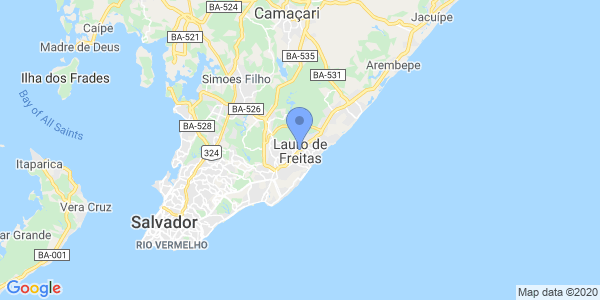 BA-524
Camaçari
Jacuípe
Caípe
BA-521
Madre de Deus
BA-535
Arembepe
Ilha dos Frades
Simoes Filho
BA-531
Bay of All Saints
BA-526
BA-528
324
Lauro de
Freitas
Itaparica
Vera Cruz
Salvador
ar Grande
RIO VERMELHO
BA-001
Google
Map data ©2020